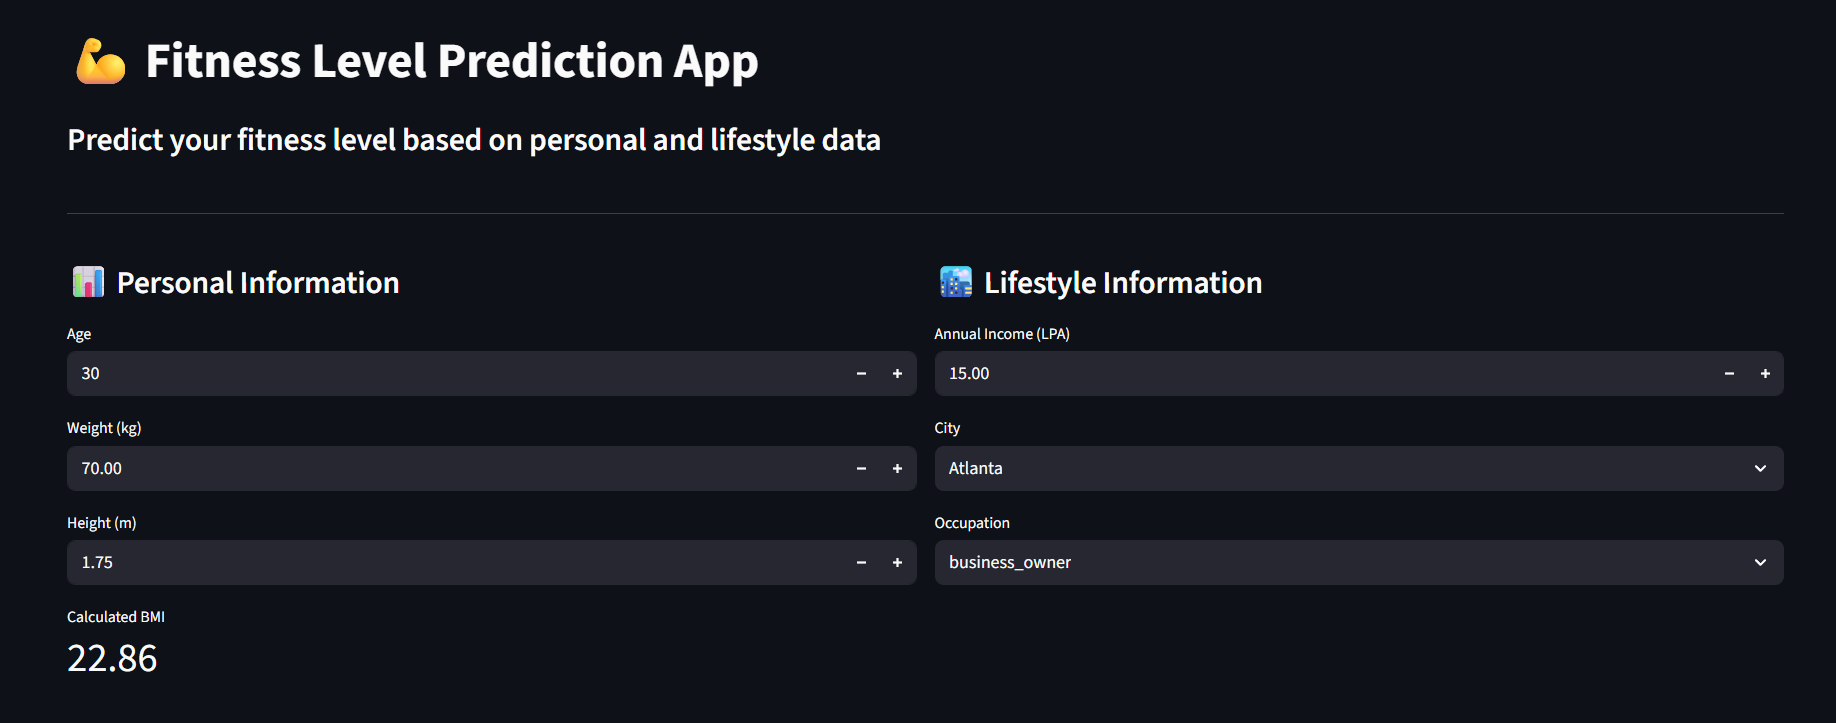 Fitness Level Prediction App
Predict your fitness level based on personal and lifestyle data
Personal Information
Age
30
Weight (kg)
70.00
Height (m)
1.75
Calculated BMI
22.86
Lifestyle Information
Annual Income (LPA)
15.00
City
Atlanta
Occupation
business_owner